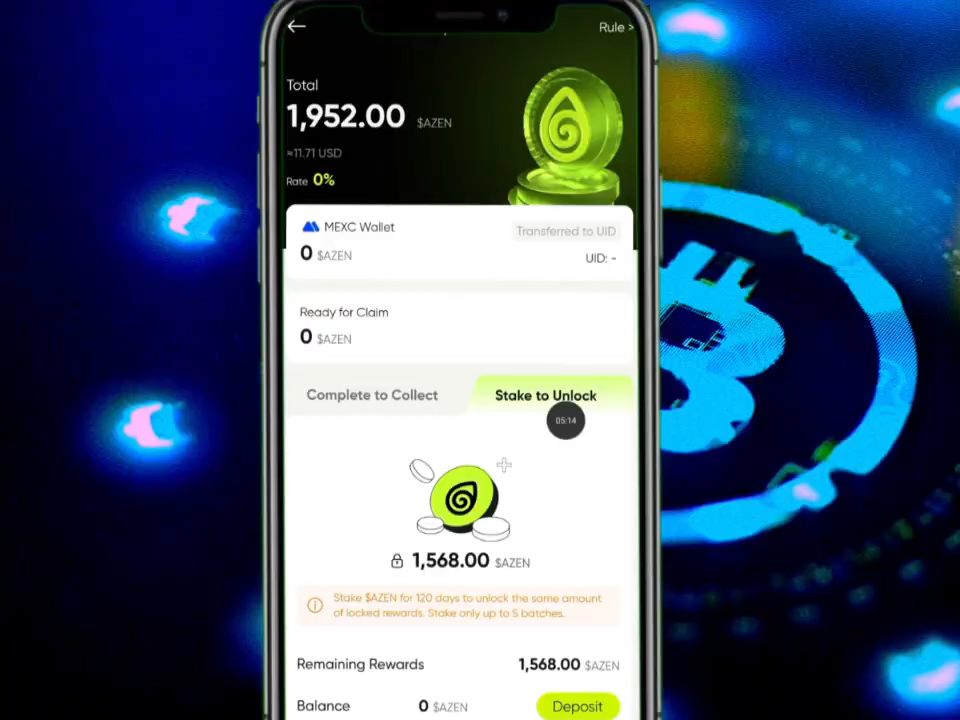 Rule >
Total
1,952.00 $AZEN
≈11.71 USD
Rate 0%
MEXC Wallet
Transferred to UID
0 $AZEN
UID: -
Ready for Claim
0 $AZEN
Complete to Collect
Stake to Unlock
05:14
1,568.00 $AZEN
Stake $AZEN for 120 days to unlock the same amount
of locked rewards. Stake only up to 5 batches.
Remaining Rewards 1,568.00 $AZEN
Balance 0 $AZEN Deposit